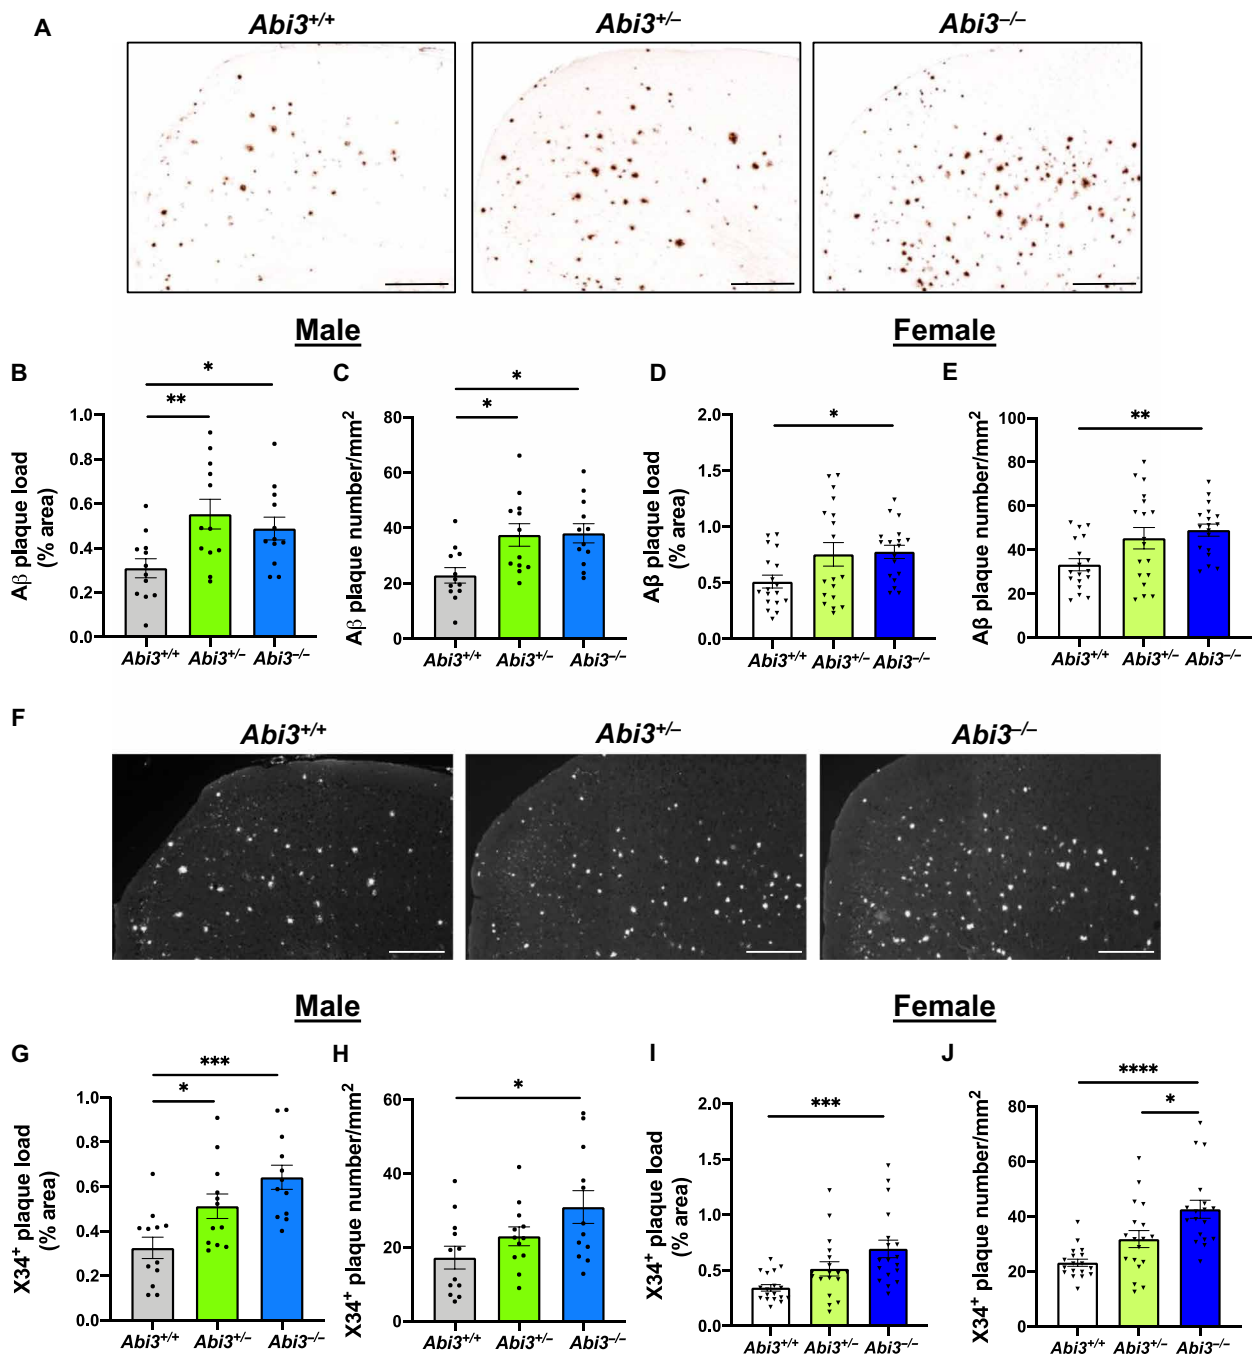 A
Abi3+/+ Abi3+/– Abi3–/–
Male Female
B C D E
** *
Aβ plaque load
(% area)
1.0
0.8
0.6
0.4
0.2
0.0
Abi3+/+ Abi3+/– Abi3–/–
* *
Aβ plaque number/mm2
80
60
40
20
0
Abi3+/+ Abi3+/– Abi3–/–
*
Aβ plaque load
(% area)
2.0
1.5
1.0
0.5
0.0
Abi3+/+ Abi3+/– Abi3–/–
**
Aβ plaque number/mm2
100
80
60
40
20
0
Abi3+/+ Abi3+/– Abi3–/–
F
Abi3+/+ Abi3+/– Abi3–/–
Male Female
G H I J
***
*
X34+ plaque load
(% area)
1.0
0.8
0.6
0.4
0.2
0.0
Abi3+/+ Abi3+/– Abi3–/–
*
X34+ plaque number/mm2
60
40
20
0
Abi3+/+ Abi3+/– Abi3–/–
***
X34+ plaque load
(% area)
2.0
1.5
1.0
0.5
0.0
Abi3+/+ Abi3+/– Abi3–/–
****
*
X34+ plaque number/mm2
80
60
40
20
0
Abi3+/+ Abi3+/– Abi3–/–